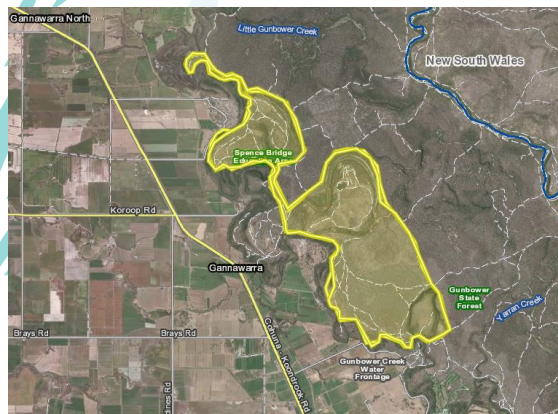 Gannawarra North
Little Gunbower Creek
New South Wales
Spence Bridge
Education Area
Koroop Rd
Gannawarra
Gunbower
State
Forest
Yarran Creek
Brays Rd
Brays Rd
Cohuna - Koondrook Rd
Gunbower Creek
Water
Frontage